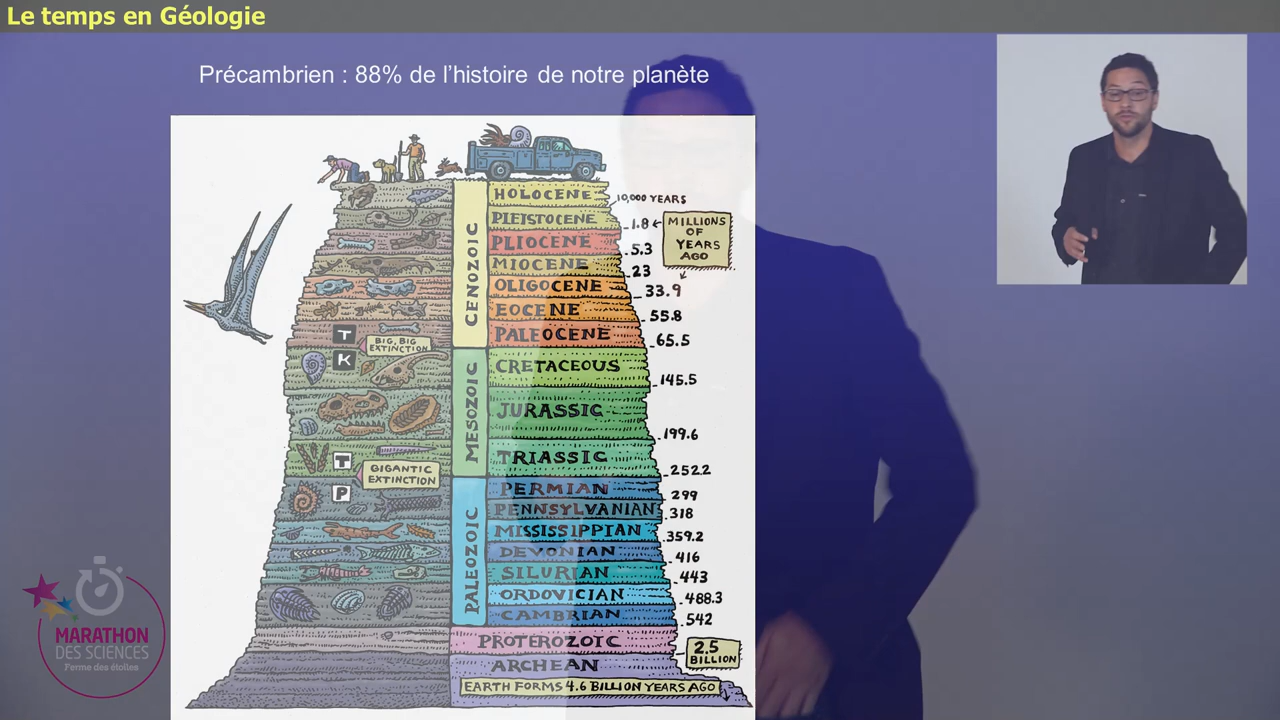 Le temps en Géologie
Précambrien : 88% de l'histoire de notre planète
HOLOCENE
10,000 YEARS
PLEISTOCENE
1.8
MILLIONS
OF
YEARS
AGO
PLIOCENE
5.3
MIOCENE
23
OLIGOCENE
33.9
EOCENE
55.8
PALEOCENE
65.5
CENOZOIC
T
BIG, BIG
EXTINCTION
K
CRETACEOUS
145.5
JURASSIC
199.6
TRIASSIC
252.2
MESOZOIC
T
GIGANTIC
EXTINCTION
P
PERMIAN
299
PENNSYLVANIAN
318
MISSISSIPPIAN
359.2
DEVONIAN
416
SILURIAN
443
ORDOVICIAN
488.3
CAMBRIAN
542
PALEOZOIC
PROTEROZOIC
2.5
BILLION
ARCHEAN
EARTH FORMS 4.6 BILLION YEARS AGO
MARATHON
DES SCIENCES
Ferme des étoiles